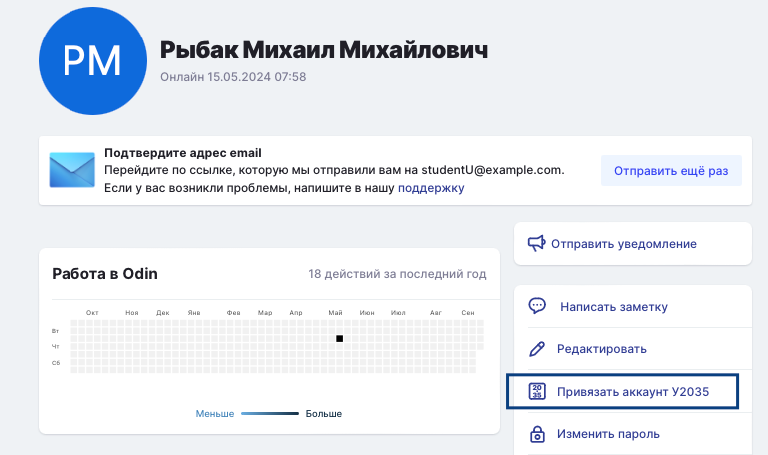 РМ
Рыбак Михаил Михайлович
Онлайн 15.05.2024 07:58
Подтвердите адрес email
Перейдите по ссылке, которую мы отправили вам на studentU@example.com.
Если у вас возникли проблемы, напишите в нашу поддержку
Отправить ещё раз
Отправить уведомление
Работа в Odin
18 действий за последний год
Окт Ноя Дек Янв Фев Мар Апр Май Июн Июл Авг Сен
Вт
Чт
Сб
Меньше Больше
Написать заметку
Редактировать
20
35
Привязать аккаунт У2035
Изменить пароль